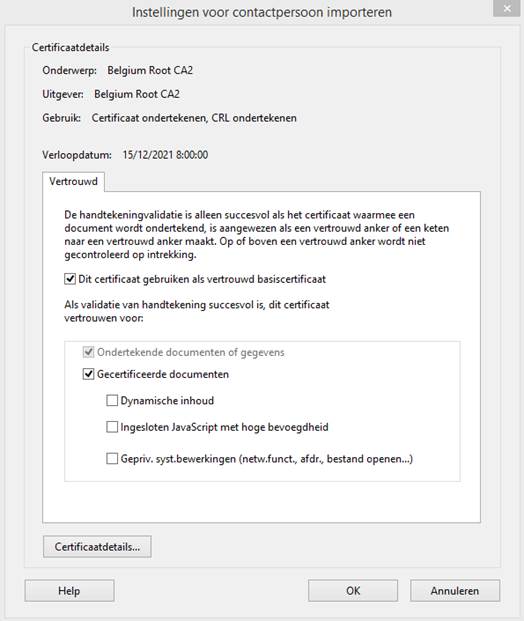 Instellingen voor contactpersoon importeren
Certificaatdetails
Onderwerp: Belgium Root CA2
Uitgever: Belgium Root CA2
Gebruik: Certificaat ondertekenen, CRL ondertekenen
Verloopdatum: 15/12/2021 8:00:00
Vertrouwd
De handtekeningvalidatie is alleen succesvol als het certificaat waarmee een
document wordt ondertekend, is aangewezen als een vertrouwd anker of een keten
naar een vertrouwd anker maakt. Op of boven een vertrouwd anker wordt niet
gecontroleerd op intrekking.
Dit certificaat gebruiken als vertrouwd basiscertificaat
Als validatie van handtekening succesvol is, dit certificaat
vertrouwen voor:
Ondertekende documenten of gegevens
Gecertificeerde documenten
Dynamische inhoud
Ingesloten JavaScript met hoge bevoegdheid
Gepriv. syst.bewerkingen (netw.funct., afdr., bestand openen...)
Certificaatdetails...
Help
OK
Annuleren